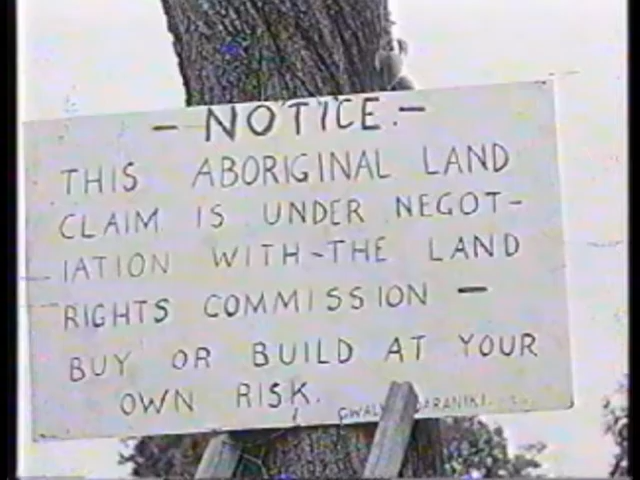 - NOTICE. -
THIS ABORIGINAL LAND
CLAIM IS UNDER NEGOT-
IATION WITH-THE LAND
RIGHTS COMMISSION -
BUY OR BUILD AT YOUR
OWN RISK.